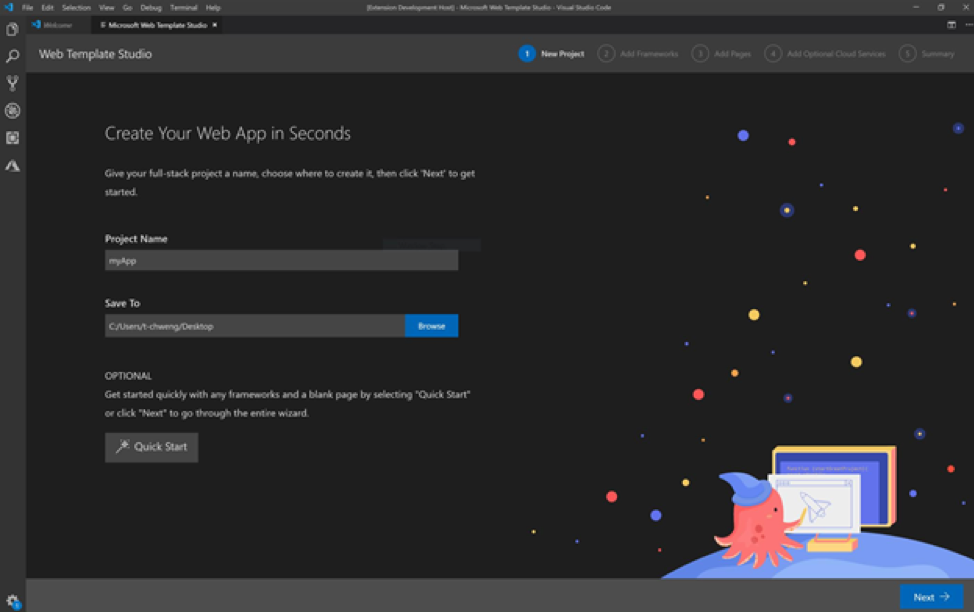 File Edit Selection View Go Debug Terminal Help
[Extension Development Host] - Microsoft Web Template Studio - Visual Studio Code
Welcome
Microsoft Web Template Studio
Web Template Studio
1 New Project
2 Add Frameworks
3 Add Pages
4 Add Optional Cloud Services
5 Summary
Create Your Web App in Seconds
Give your full-stack project a name, choose where to create it, then click 'Next' to get
started.
Project Name
myApp
Save To
C:/Users/t-chweng/Desktop
Browse
OPTIONAL
Get started quickly with any frameworks and a blank page by selecting "Quick Start"
or click "Next" to go through the entire wizard.
Quick Start
Next